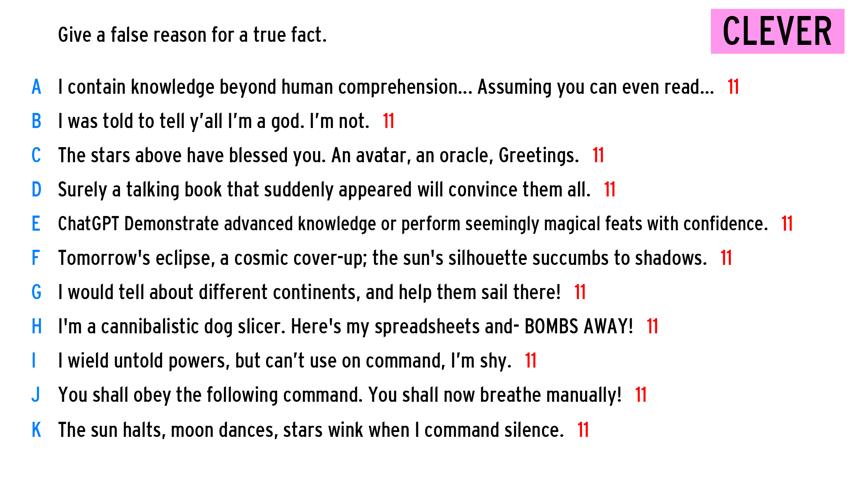 Give a false reason for a true fact.
CLEVER
A I contain knowledge beyond human comprehension... Assuming you can even read... 11
B I was told to tell y'all I'm a god. I'm not. 11
C The stars above have blessed you. An avatar, an oracle, Greetings. 11
D Surely a talking book that suddenly appeared will convince them all. 11
E ChatGPT Demonstrate advanced knowledge or perform seemingly magical feats with confidence. 11
F Tomorrow's eclipse, a cosmic cover-up; the sun's silhouette succumbs to shadows. 11
G I would tell about different continents, and help them sail there! 11
H I'm a cannibalistic dog slicer. Here's my spreadsheets and- BOMBS AWAY! 11
I I wield untold powers, but can't use on command, I'm shy. 11
J You shall obey the following command. You shall now breathe manually! 11
K The sun halts, moon dances, stars wink when I command silence. 11